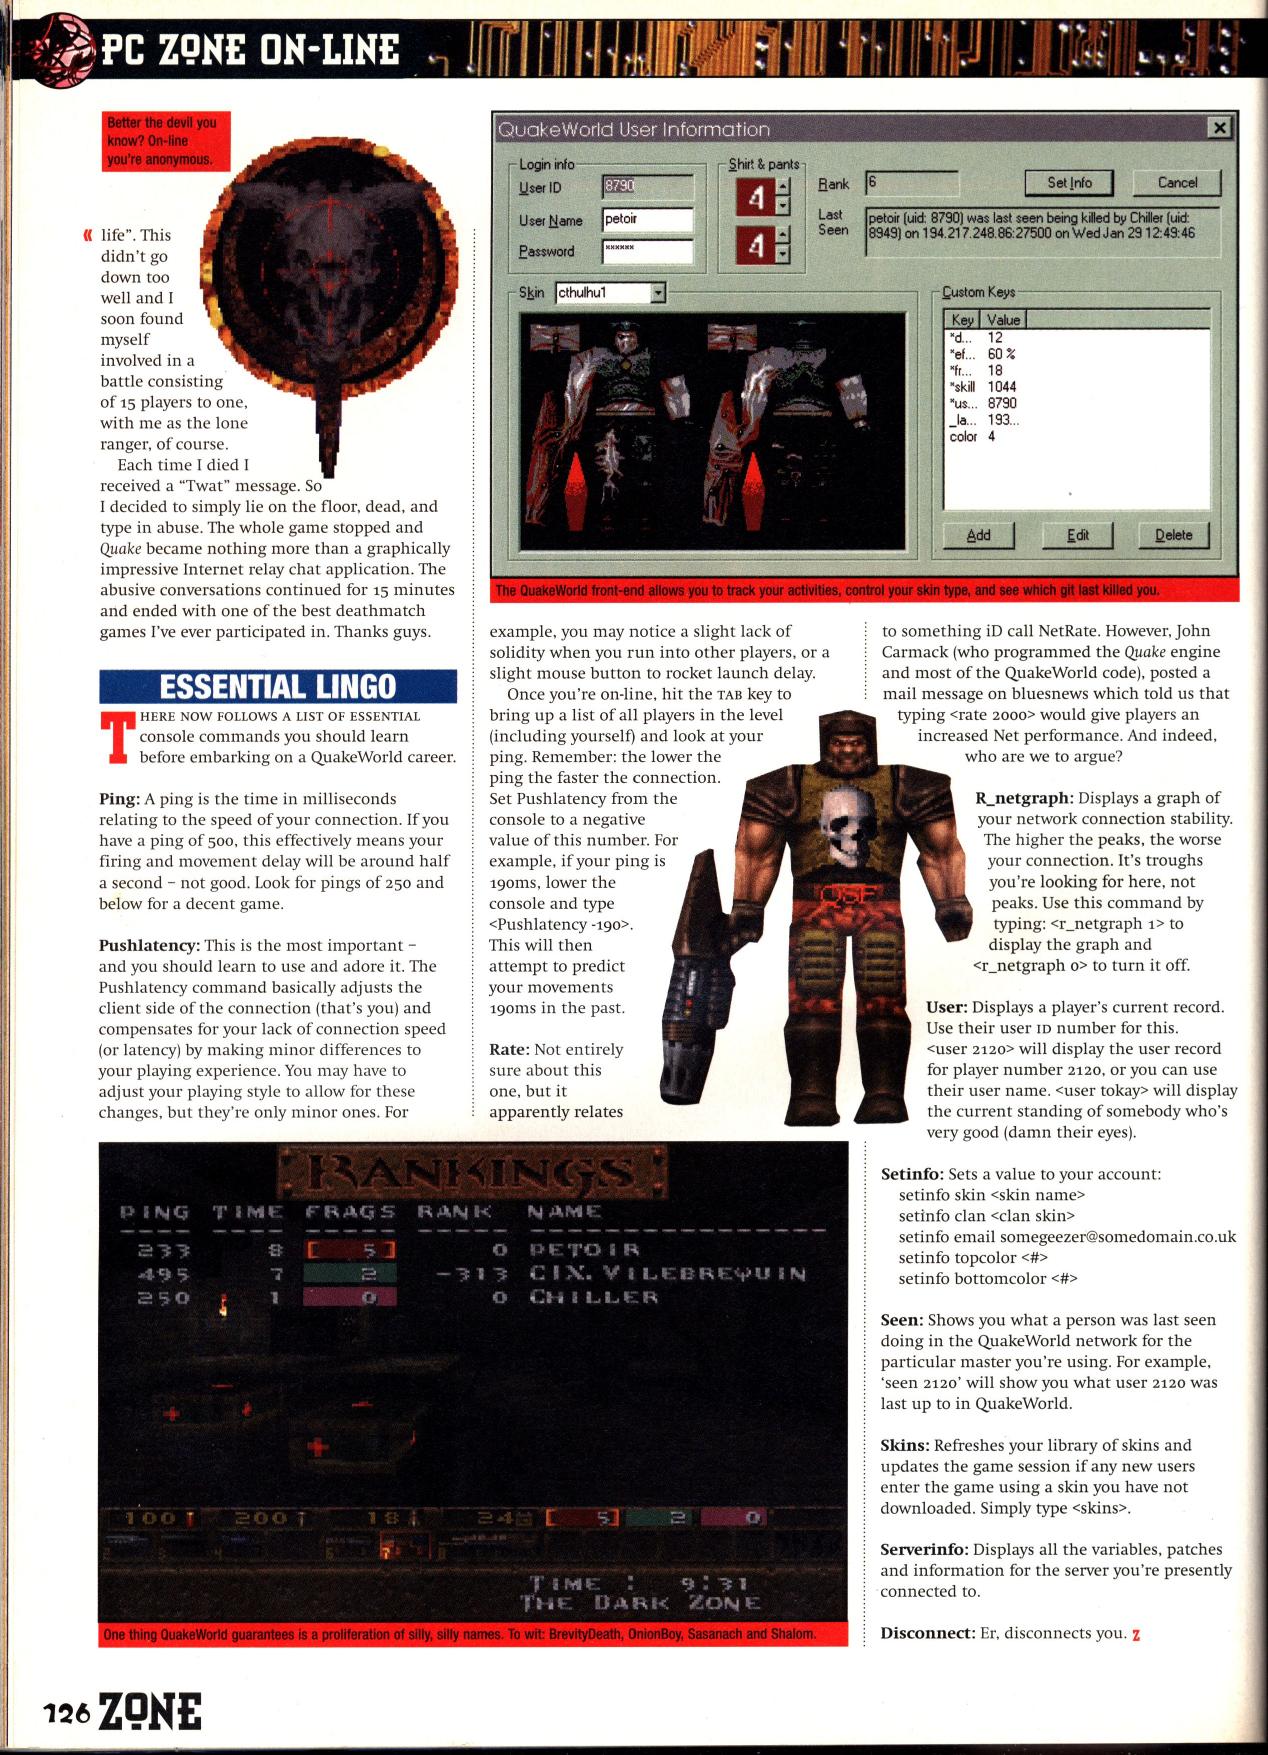 PC ZONE ON-LINE
Better the devil you
know? On-line
you're anonymous.
« life”. This
didn't go
down too
well and I
soon found
myself
involved in a
battle consisting
of 15 players to one,
with me as the lone
ranger, of course.
Each time I died I
received a “Twat” message. So
I decided to simply lie on the floor, dead, and
type in abuse. The whole game stopped and
Quake became nothing more than a graphically
impressive Internet relay chat application. The
abusive conversations continued for 15 minutes
and ended with one of the best deathmatch
games I've ever participated in. Thanks guys.
ESSENTIAL LINGO
THERE NOW FOLLOWS A LIST OF ESSENTIAL
console commands you should learn
before embarking on a QuakeWorld career.
Ping: A ping is the time in milliseconds
relating to the speed of your connection. If you
have a ping of 500, this effectively means your
firing and movement delay will be around half
a second – not good. Look for pings of 250 and
below for a decent game.
Pushlatency: This is the most important –
and you should learn to use and adore it. The
Pushlatency command basically adjusts the
client side of the connection (that's you) and
compensates for your lack of connection speed
(or latency) by making minor differences to
your playing experience. You may have to
adjust your playing style to allow for these
changes, but they're only minor ones. For
QuakeWorld User Information
Login info
User ID 8790
User Name petoir
Password ******
Shirt & pants
4
4
Rank 6
Set Info
Cancel
Last
Seen
petoir (uid: 8790) was last seen being killed by Chiller (uid:
8949) on 194.217.248.86:27500 on Wed Jan 29 12:49:46
Skin cthulhu1
Custom Keys
Key Value
*d... 12
*ef... 60 %
*fr... 18
*skill 1044
*us... 8790
_la... 193...
color 4
Add
Edit
Delete
The QuakeWorld front-end allows you to track your activities, control your skin type, and see which git last killed you.
example, you may notice a slight lack of
solidity when you run into other players, or a
slight mouse button to rocket launch delay.
Once you're on-line, hit the TAB key to
bring up a list of all players in the level
(including yourself) and look at your
ping. Remember: the lower the
ping the faster the connection.
Set Pushlatency from the
console to a negative
value of this number. For
example, if your ping is
190ms, lower the
console and type
<Pushlatency -190>.
This will then
attempt to predict
your movements
190ms in the past.
Rate: Not entirely
sure about this
one, but it
apparently relates
to something iD call NetRate. However, John
Carmack (who programmed the Quake engine
and most of the QuakeWorld code), posted a
mail message on bluesnews which told us that
typing <rate 2000> would give players an
increased Net performance. And indeed,
who are we to argue?
QSF
R_netgraph: Displays a graph of
your network connection stability.
The higher the peaks, the worse
your connection. It's troughs
you're looking for here, not
peaks. Use this command by
typing: <r_netgraph 1> to
display the graph and
<r_netgraph 0> to turn it off.
User: Displays a player's current record.
Use their user ID number for this.
<user 2120> will display the user record
for player number 2120, or you can use
their user name. <user tokay> will display
the current standing of somebody who's
very good (damn their eyes).
Setinfo: Sets a value to your account:
setinfo skin <skin name>
setinfo clan <clan skin>
setinfo email somegeezer@somedomain.co.uk
setinfo topcolor <#>
setinfo bottomcolor <#>
Seen: Shows you what a person was last seen
doing in the QuakeWorld network for the
particular master you're using. For example,
‘seen 2120’ will show you what user 2120 was
last up to in QuakeWorld.
Skins: Refreshes your library of skins and
updates the game session if any new users
enter the game using a skin you have not
downloaded. Simply type <skins>.
Serverinfo: Displays all the variables, patches
and information for the server you're presently
connected to.
Disconnect: Er, disconnects you. Z
RANKINGS
PING TIME FRAGS RANK NAME
233 8 [ 5 ] 0 PETOIR
495 7 2 -313 CIX.VILEBREQUIN
250 1 0 0 CHILLER
100 200 18 24 [ 5 ] 2 0
TIME : 9:31
THE DARK ZONE
One thing QuakeWorld guarantees is a proliferation of silly, silly names. To wit: BrevityDeath, OnionBoy, Sasanach and Shalom.
126 ZONE